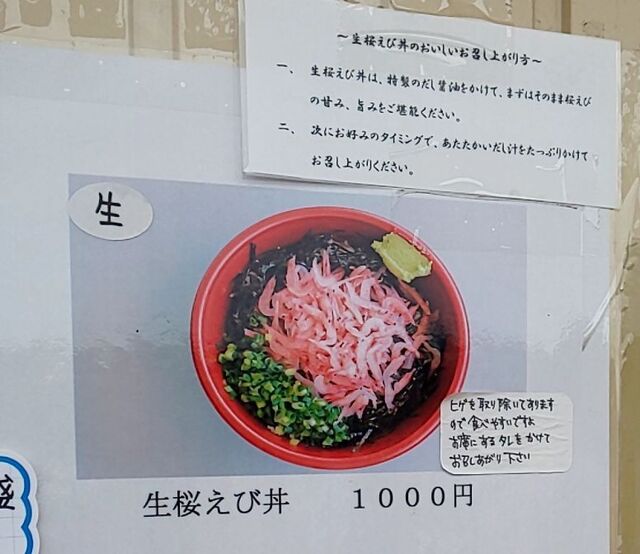 ～生桜えび丼のおいしいお召し上がり方～
一、 生桜えび丼は、特製のだし醤油をかけて、まずはそのまま桜えび
の甘み、旨みをご堪能ください。
二、 次にお好みのタイミングで、あたたかいだし汁をたっぷりかけて
お召し上がりください。
生
ヒゲを取り除いてあります
ので食べやすいですよ
お席にあるタレをかけて
お召しあがり下さい
生桜えび丼 １０００円
盛